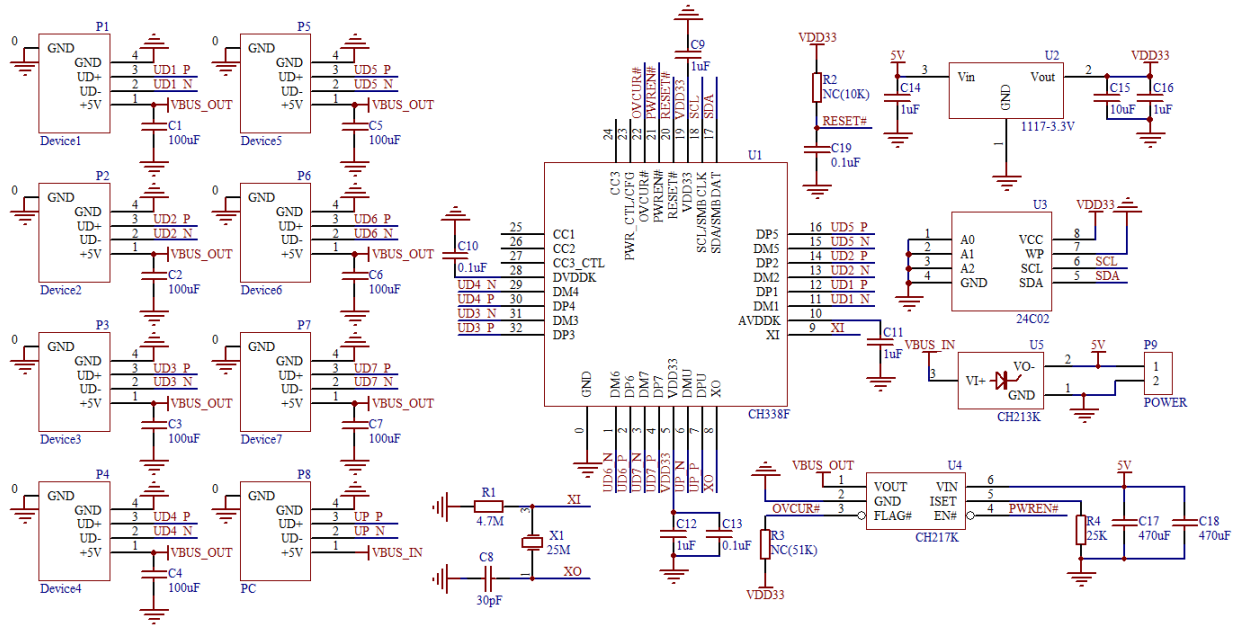 P1
0
GND
GND 4
UD+ 3 UD1_P
UD- 2 UD1_N
+5V 1 VBUS_OUT
C1
100uF
Device1
P5
0
GND
GND 4
UD+ 3 UD5_P
UD- 2 UD5_N
+5V 1 VBUS_OUT
C5
100uF
Device5
P2
0
GND
GND 4
UD+ 3 UD2_P
UD- 2 UD2_N
+5V 1 VBUS_OUT
C2
100uF
Device2
P6
0
GND
GND 4
UD+ 3 UD6_P
UD- 2 UD6_N
+5V 1 VBUS_OUT
C6
100uF
Device6
P3
0
GND
GND 4
UD+ 3 UD3_P
UD- 2 UD3_N
+5V 1 VBUS_OUT
C3
100uF
Device3
P7
0
GND
GND 4
UD+ 3 UD7_P
UD- 2 UD7_N
+5V 1 VBUS_OUT
C7
100uF
Device7
P4
0
GND
GND 4
UD+ 3 UD4_P
UD- 2 UD4_N
+5V 1 VBUS_OUT
C4
100uF
Device4
P8
0
GND
GND 4
UD+ 3 UP_P
UD- 2 UP_N
+5V 1 VBUS_IN
PC
C9
1uF
U1
24 CC3
23 PWR_CTL/CFG
OVCUR# 22 OVCUR#
PWREN# 21 PWREN#
RESET# 20 RESET#
VDD33 19 VDD33
SCL 18 SCL/SMBCLK
SDA 17 SDA/SMBDAT
C10
0.1uF
25 CC1
26 CC2
27 CC3_CTL
28 DVDDK
UD4_N 29 DM4
UD4_P 30 DP4
UD3_N 31 DM3
UD3_P 32 DP3
DP5 16 UD5_P
DM5 15 UD5_N
DP2 14 UD2_P
DM2 13 UD2_N
DP1 12 UD1_P
DM1 11 UD1_N
AVDDK 10
XI 9 XI
C11
1uF
GND 0
DM6 1 UD6_N
DP6 2 UD6_P
DM7 3 UD7_N
DP7 4 UD7_P
VDD33 5 VDD33
DMU 6 UP_N
DPU 7 UP_P
XO 8 XO
CH338F
C12
1uF
C13
0.1uF
R1
4.7M
XI
3
X1
25M
1
XO
C8
30pF
VDD33
R2
NC(10K)
RESET#
C19
0.1uF
5V
C14
1uF
U2
3 Vin
Vout 2
GND
1
1117-3.3V
VDD33
C15
10uF
C16
1uF
U3
VDD33
1 A0
2 A1
3 A2
4 GND
VCC 8
WP 7
SCL 6 SCL
SDA 5 SDA
24C02
VBUS_IN
3 VI+
U5
VO- 2
GND 1
CH213K
5V
P9
1
2
POWER
VBUS_OUT
U4
1 VOUT
2 GND
OVCUR# 3 FLAG#
VIN 6
ISET 5
EN# 4 PWREN#
CH217K
R3
NC(51K)
VDD33
5V
R4
25K
C17
470uF
C18
470uF